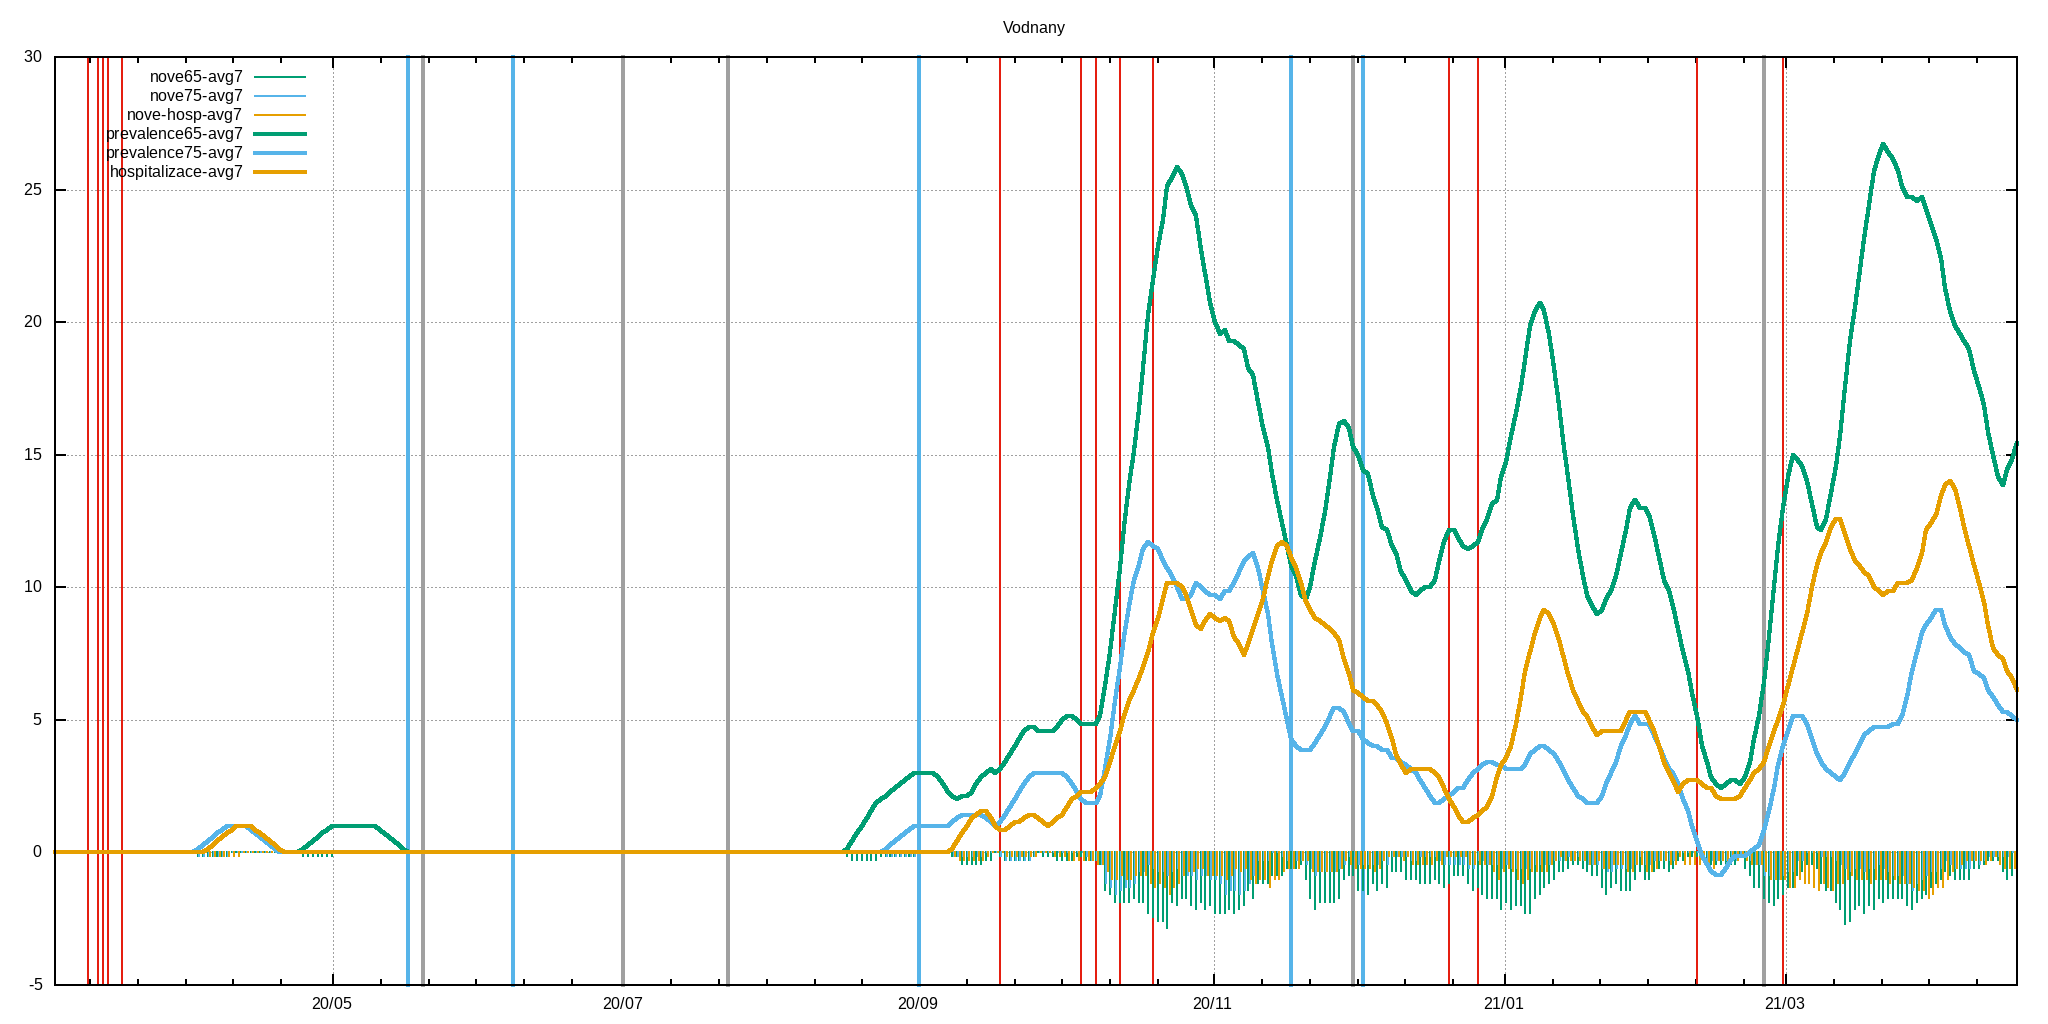 Vodnany
30
nove65-avg7
nove75-avg7
nove-hosp-avg7
prevalence65-avg7
prevalence75-avg7
hospitalizace-avg7
25
20
15
10
5
0
-5
20/05 20/07 20/09 20/11 21/01 21/03